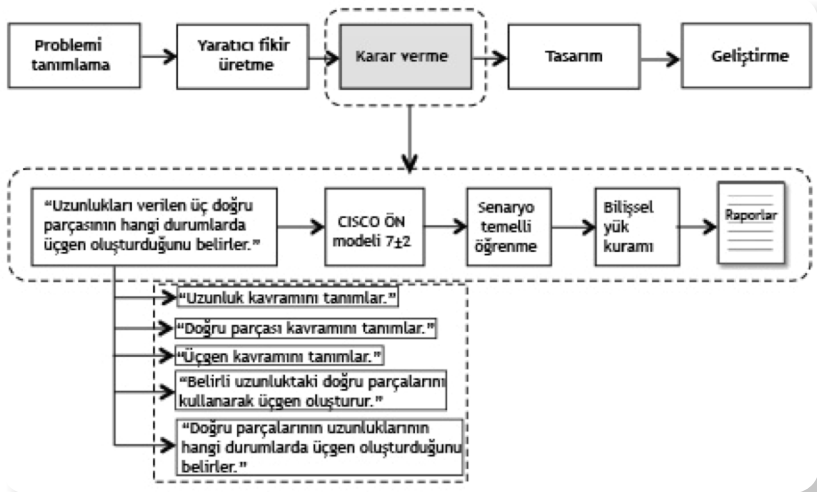 Problemi
tanımlama
Yaratıcı fikir
üretme
Karar verme
Tasarım
Geliştirme
“Uzunlukları verilen üç doğru
parçasının hangi durumlarda
üçgen oluşturduğunu belirler.”
CISCO ÖN
modeli 7±2
Senaryo
temelli
öğrenme
Bilişsel
yük
kuramı
Raporlar
“Uzunluk kavramını tanımlar.”
“Doğru parçası kavramını tanımlar.”
“Üçgen kavramını tanımlar.”
“Belirli uzunluktaki doğru parçalarını
kullanarak üçgen oluşturur.”
“Doğru parçalarının uzunluklarının
hangi durumlarda üçgen oluşturduğunu
belirler.”